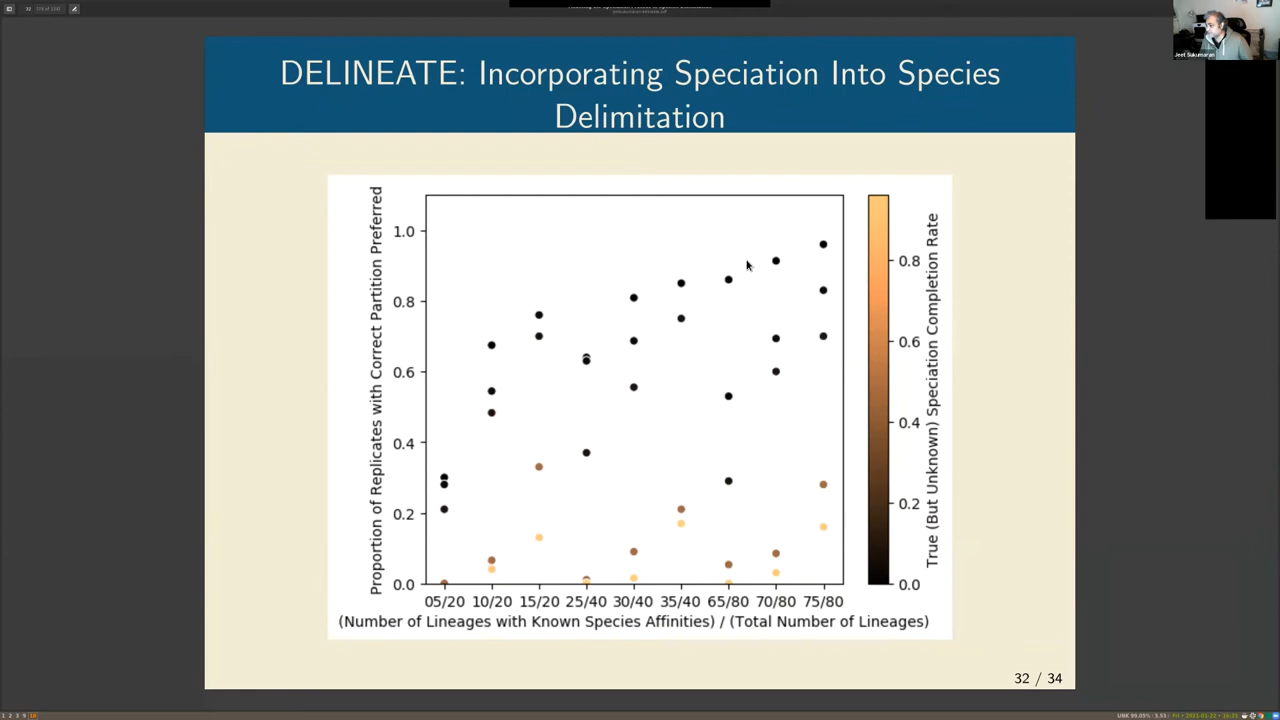 DELINEATE: Incorporating Speciation Into Species
Delimitation
Proportion of Replicates with Correct Partition Preferred
1.0
0.8
0.6
0.4
0.2
0.0
05/20 10/20 15/20 25/40 30/40 35/40 65/80 70/80 75/80
(Number of Lineages with Known Species Affinities) / (Total Number of Lineages)
0.8
0.6
0.4
0.2
0.0
True (But Unknown) Speciation Completion Rate
32 / 34
Jeet Sukumaran